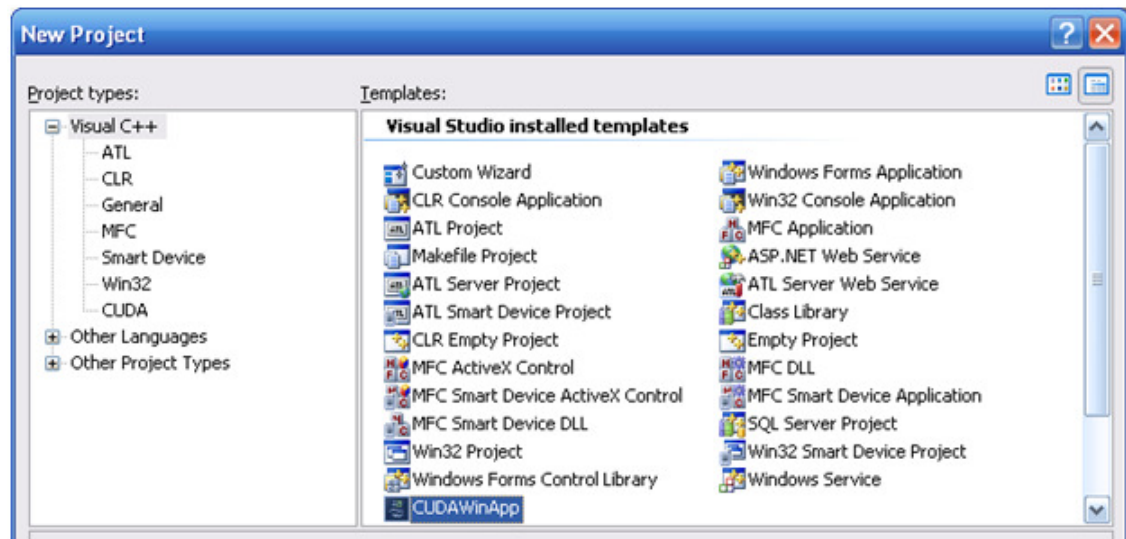 New Project
Project types:
Templates:
Visual C++
ATL
CLR
General
MFC
Smart Device
Win32
CUDA
Other Languages
Other Project Types
Visual Studio installed templates
Custom Wizard
Windows Forms Application
CLR Console Application
Win32 Console Application
ATL Project
MFC Application
Makefile Project
ASP.NET Web Service
ATL Server Project
ATL Server Web Service
ATL Smart Device Project
Class Library
CLR Empty Project
Empty Project
MFC ActiveX Control
MFC DLL
MFC Smart Device ActiveX Control
MFC Smart Device Application
MFC Smart Device DLL
SQL Server Project
Win32 Project
Win32 Smart Device Project
Windows Forms Control Library
Windows Service
CUDAWinApp